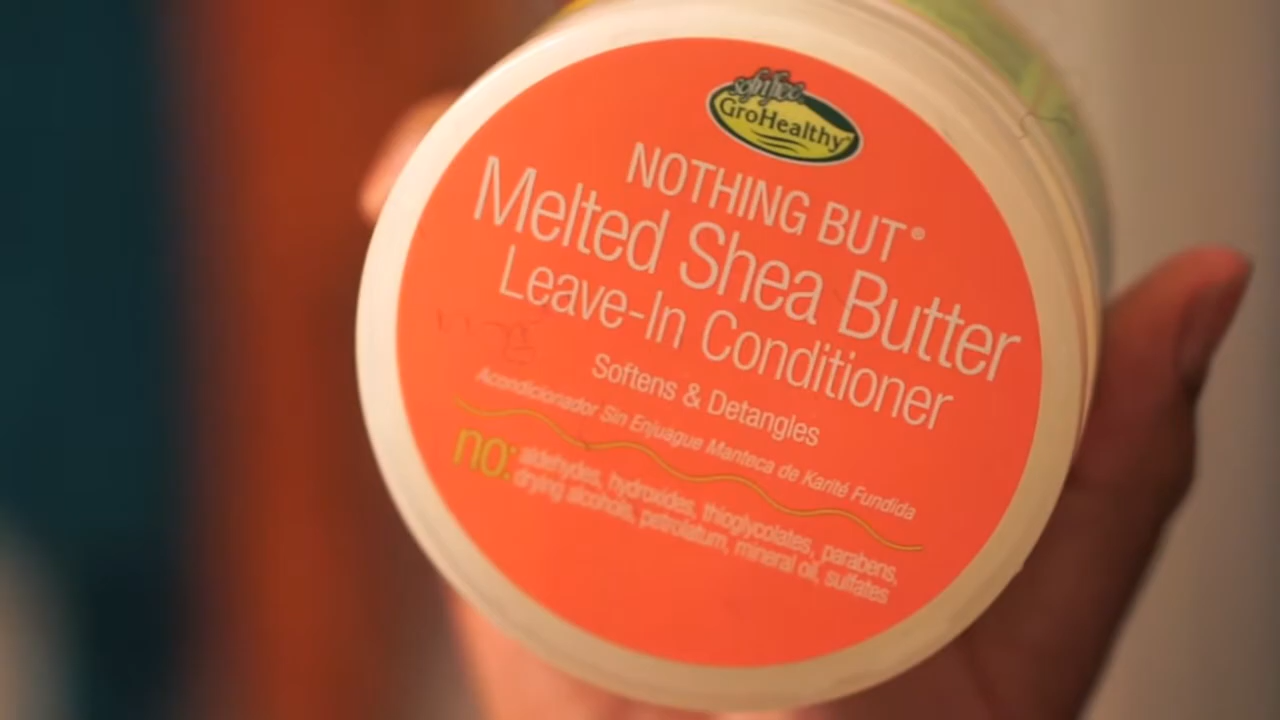 sofn'free
GroHealthy
NOTHING BUT®
Melted Shea Butter
Leave-In Conditioner
Softens & Detangles
Acondicionador Sin Enjuague Manteca de Karité Fundida
no: aldehydes, hydroxides, thioglycolates, parabens,
drying alcohols, petrolatum, mineral oil, sulfates